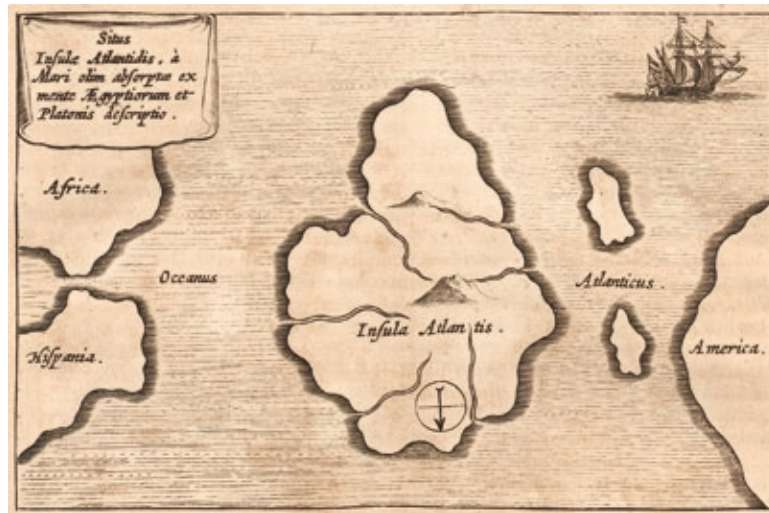 Situs
Insulæ Atlantidis, à
Mari olim absorptæ ex
mente Ægyptiorum et
Platonis descriptio.
Africa.
Oceanus
Atlanticus.
Insula Atlantis.
Hispania.
America.